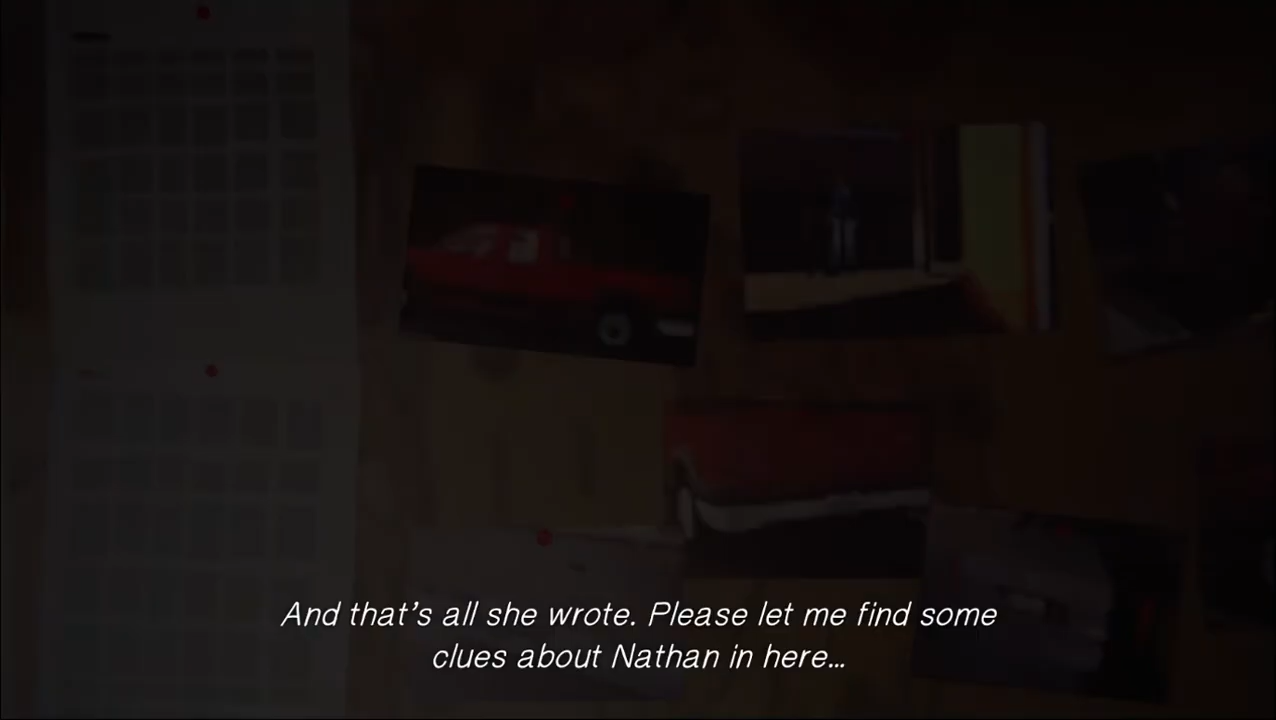 And that's all she wrote. Please let me find some
clues about Nathan in here...